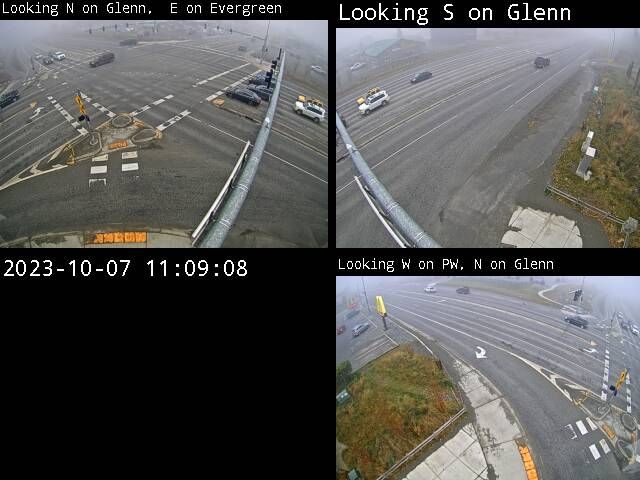 Looking N on Glenn, E on Evergreen
Looking S on Glenn
2023-10-07 11:09:08
Looking W on PW, N on Glenn